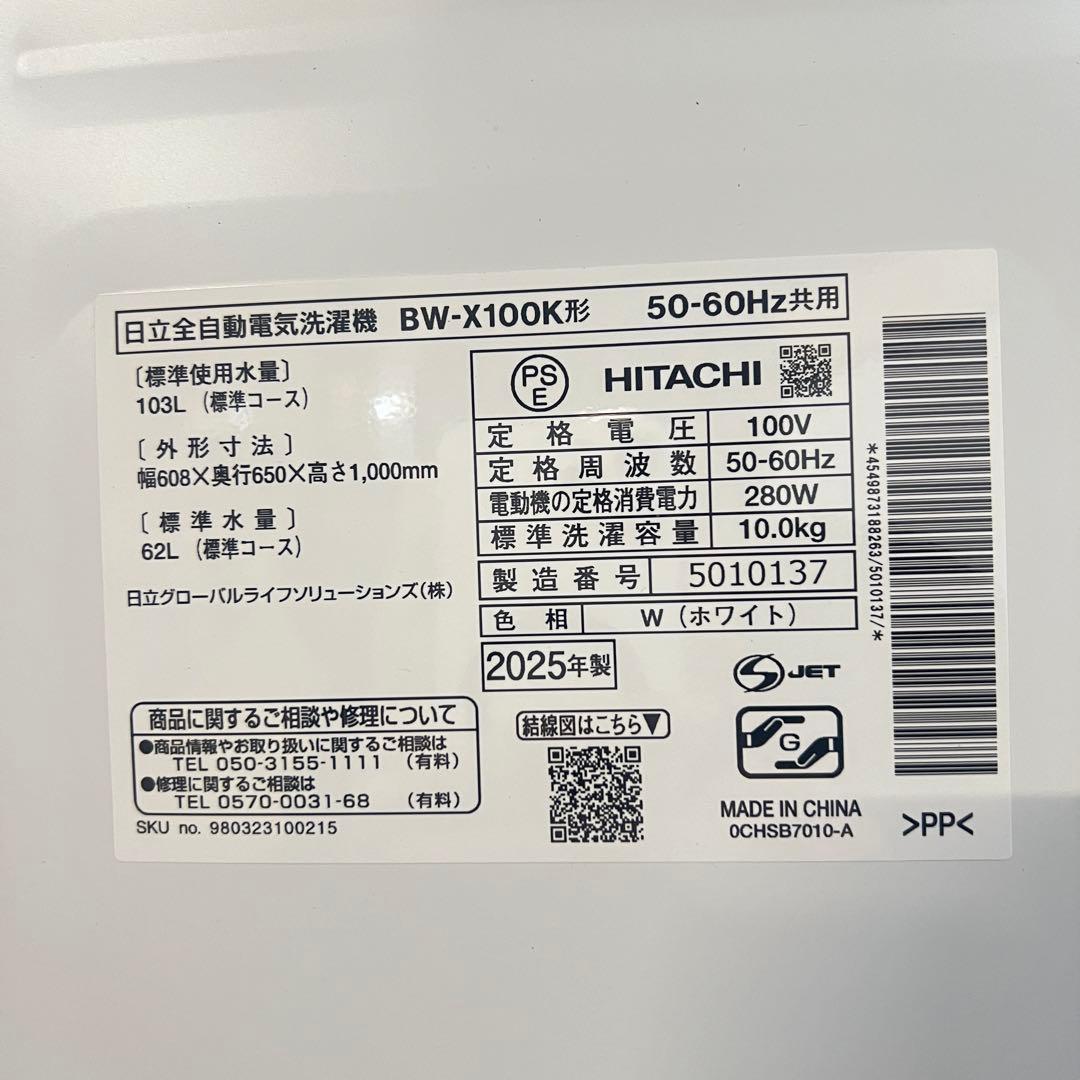 日立全自動電気洗濯機 BW-X100K形 50-60Hz共用
〔標準使用水量〕
103L (標準コース)
〔外形寸法〕
幅608×奥行650×高さ1,000mm
〔標準水量〕
62L (標準コース)
日立グローバルライフソリューションズ(株)
PS E HITACHI
定格電圧 100V
定格周波数 50-60Hz
電動機の定格消費電力 280W
標準洗濯容量 10.0kg
製造番号 5010137
色相 W (ホワイト)
2025年製
S JET
商品に関するご相談や修理について
●商品情報やお取り扱いに関するご相談は
TEL 050-3155-1111 (有料)
●修理に関するご相談は
TEL 0570-0031-68 (有料)
SKU no. 980323100215
結線図はこちら▼
G
MADE IN CHINA
0CHSB7010-A
>PP<
*4549873188263/5010137/*